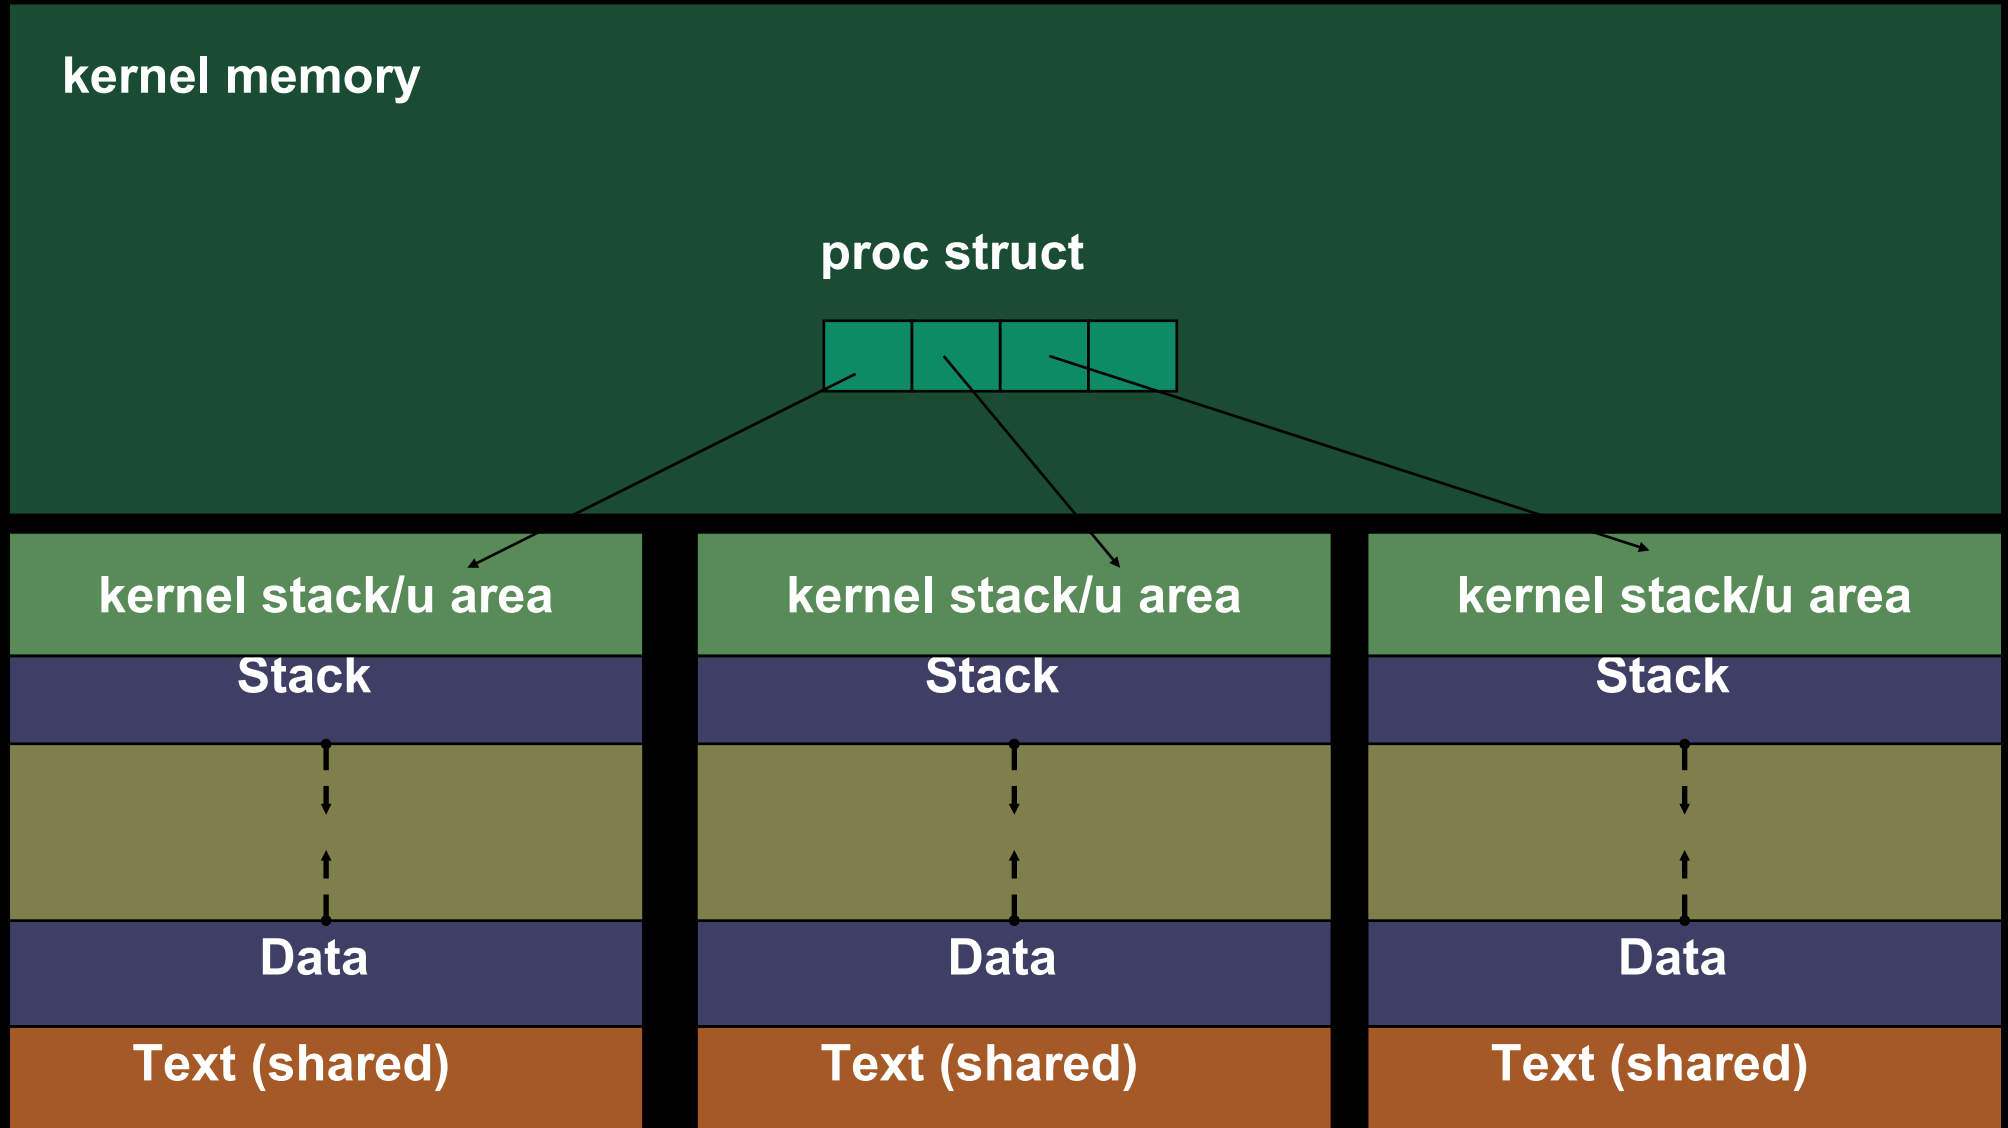 kernel memory
proc struct
kernel stack/u area
kernel stack/u area
kernel stack/u area
Stack
Stack
Stack
Data
Data
Data
Text (shared)
Text (shared)
Text (shared)